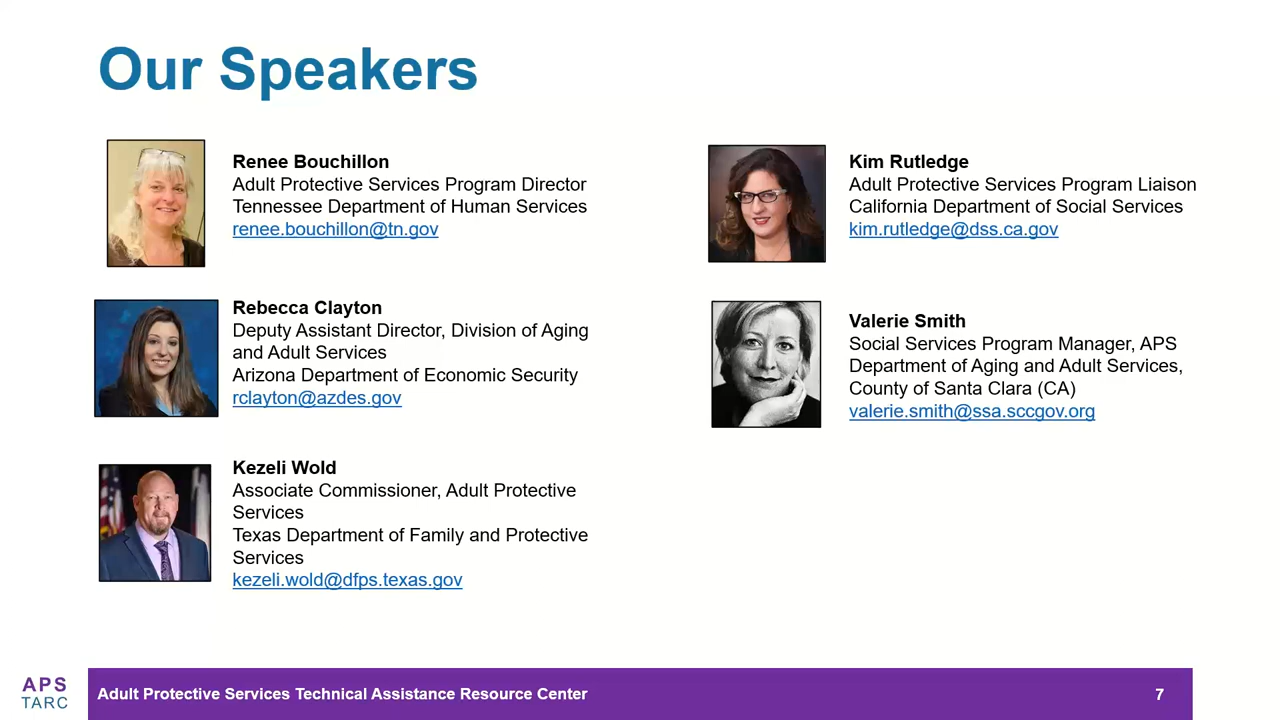 Our Speakers
Renee Bouchillon
Adult Protective Services Program Director
Tennessee Department of Human Services
renee.bouchillon@tn.gov
Rebecca Clayton
Deputy Assistant Director, Division of Aging
and Adult Services
Arizona Department of Economic Security
rclayton@azdes.gov
Kezeli Wold
Associate Commissioner, Adult Protective
Services
Texas Department of Family and Protective
Services
kezeli.wold@dfps.texas.gov
Kim Rutledge
Adult Protective Services Program Liaison
California Department of Social Services
kim.rutledge@dss.ca.gov
Valerie Smith
Social Services Program Manager, APS
Department of Aging and Adult Services,
County of Santa Clara (CA)
valerie.smith@ssa.sccgov.org
APS
TARC
Adult Protective Services Technical Assistance Resource Center
7